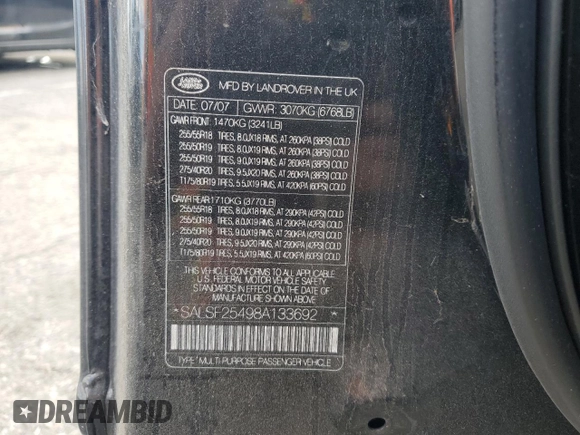 LAND ROVER
MFD BY LANDROVER IN THE UK
DATE 07/07 GVWR: 3070KG (6768LB)
GAWR FRONT: 1470KG (3241LB)
255/55R18 TIRES, 8.0JX18 RIMS, AT 260KPA (38PSI) COLD
255/50R19 TIRES, 8.0JX19 RIMS, AT 260KPA (38PSI) COLD
255/50R19 TIRES, 9.0JX19 RIMS, AT 260KPA (38PSI) COLD
275/40R20 TIRES, 9.5JX20 RIMS, AT 260KPA (38PSI) COLD
T175/80R19 TIRES, 5.5JX19 RIMS, AT 420KPA (60PSI) COLD
GAWR REAR: 1710KG (3770LB)
255/55R18 TIRES, 8.0JX18 RIMS, AT 290KPA (42PSI) COLD
255/50R19 TIRES, 8.0JX19 RIMS, AT 290KPA (42PSI) COLD
255/50R19 TIRES, 9.0JX19 RIMS, AT 290KPA (42PSI) COLD
275/40R20 TIRES, 9.5JX20 RIMS, AT 290KPA (42PSI) COLD
T175/80R19 TIRES, 5.5JX19 RIMS, AT 420KPA (60PSI) COLD
THIS VEHICLE CONFORMS TO ALL APPLICABLE
U.S. FEDERAL MOTOR VEHICLE SAFETY
STANDARDS IN EFFECT ON THE DATE OF
MANUFACTURE SHOWN ABOVE.
*SALSF25498A133692*
TYPE: MULTI PURPOSE PASSENGER VEHICLE
DREAMBID